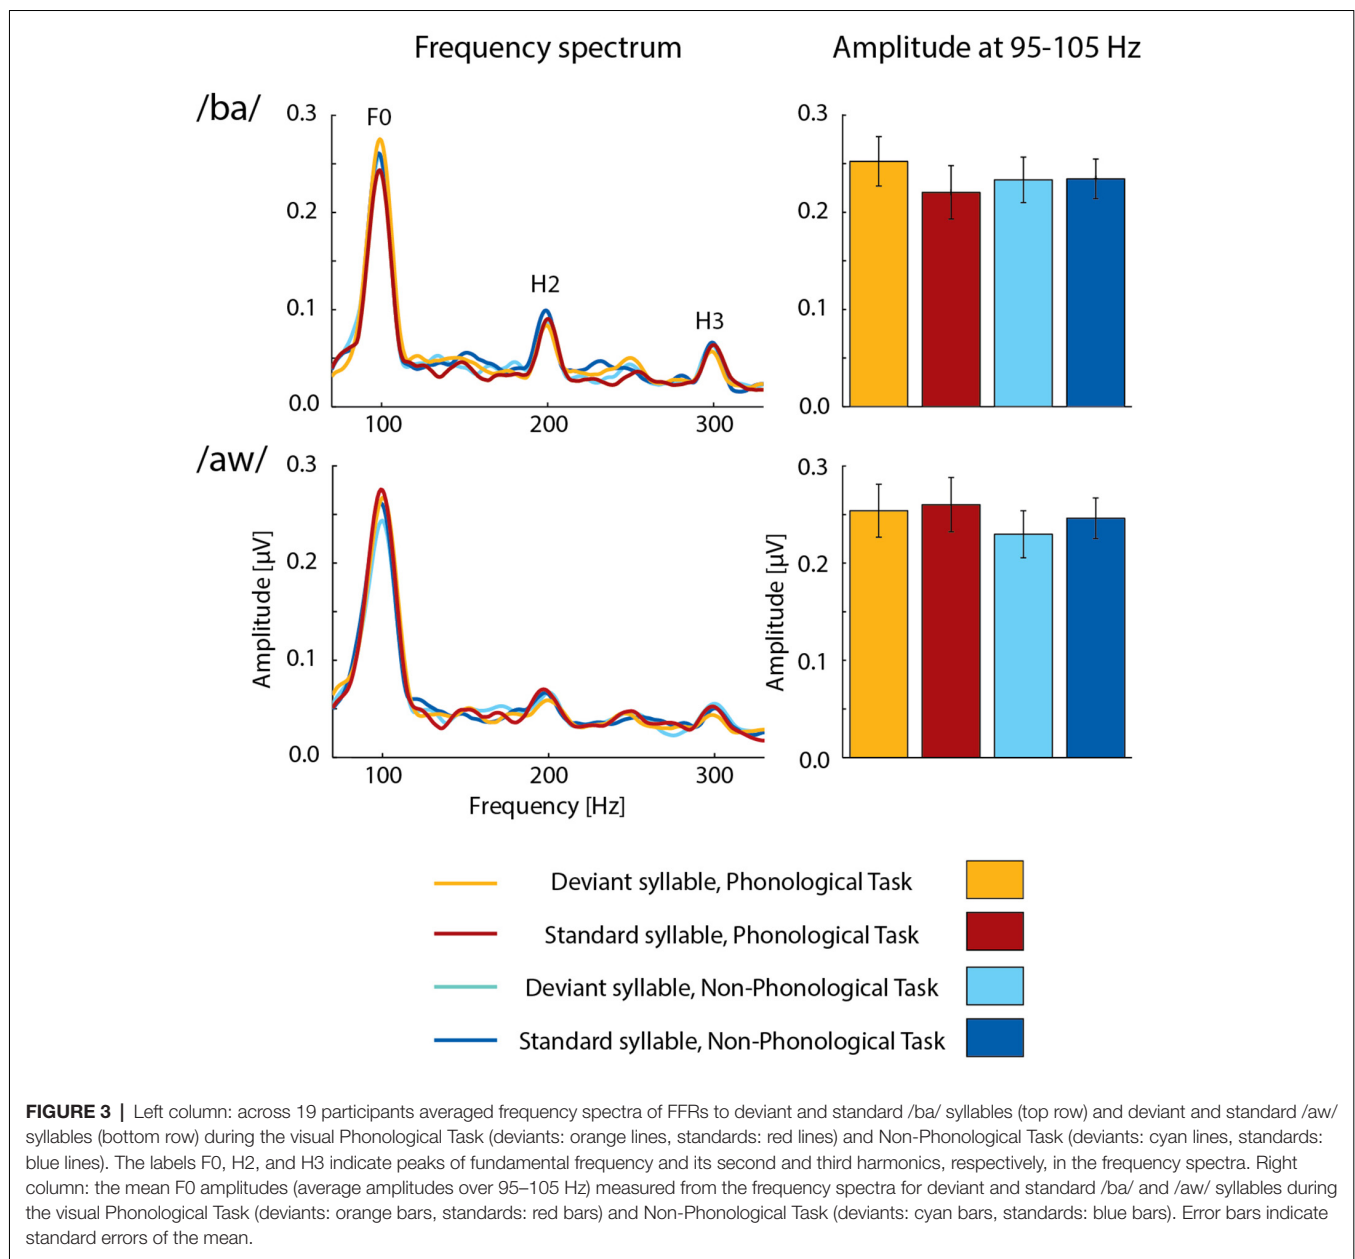 Frequency spectrum
Amplitude at 95-105 Hz
/ba/
0.3
0.2
0.1
0.0
F0
H2
H3
100
200
300
0.3
0.2
0.1
0.0
/aw/
0.3
0.2
0.1
0.0
Amplitude [µV]
100
200
300
Frequency [Hz]
0.3
0.2
0.1
0.0
Amplitude [µV]
Deviant syllable, Phonological Task
Standard syllable, Phonological Task
Deviant syllable, Non-Phonological Task
Standard syllable, Non-Phonological Task
FIGURE 3 | Left column: across 19 participants averaged frequency spectra of FFRs to deviant and standard /ba/ syllables (top row) and deviant and standard /aw/
syllables (bottom row) during the visual Phonological Task (deviants: orange lines, standards: red lines) and Non-Phonological Task (deviants: cyan lines, standards:
blue lines). The labels F0, H2, and H3 indicate peaks of fundamental frequency and its second and third harmonics, respectively, in the frequency spectra. Right
column: the mean F0 amplitudes (average amplitudes over 95–105 Hz) measured from the frequency spectra for deviant and standard /ba/ and /aw/ syllables during
the visual Phonological Task (deviants: orange bars, standards: red bars) and Non-Phonological Task (deviants: cyan bars, standards: blue bars). Error bars indicate
standard errors of the mean.